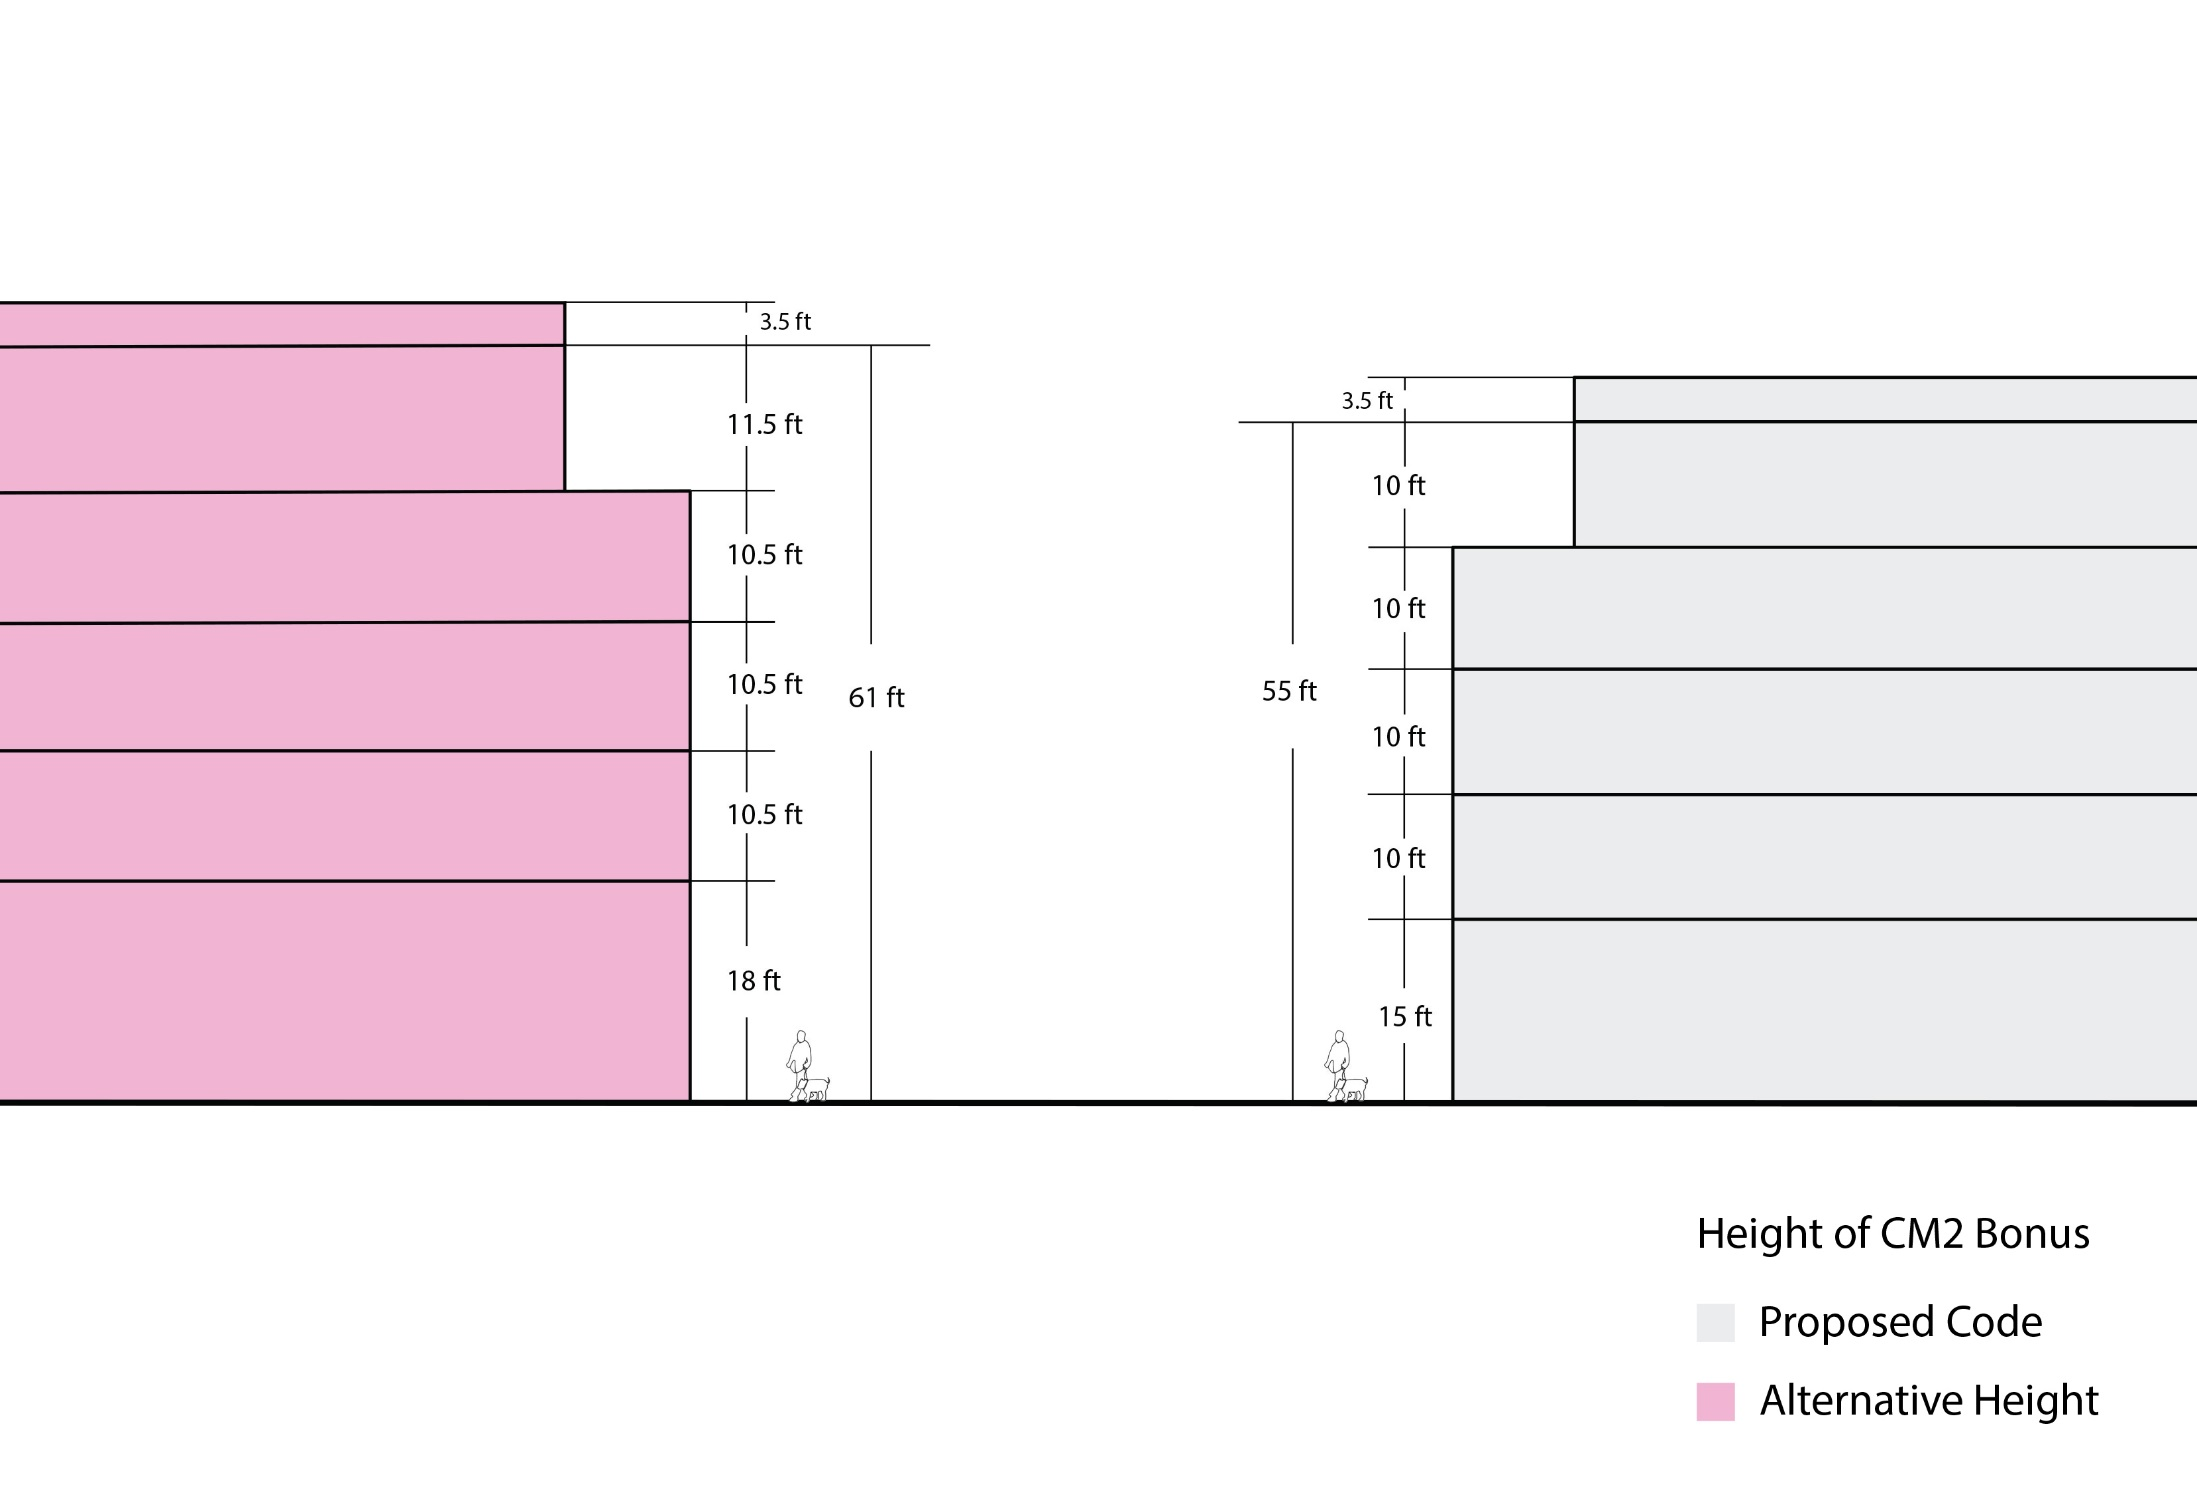 3.5 ft
11.5 ft
10.5 ft
10.5 ft
61 ft
10.5 ft
18 ft
3.5 ft
10 ft
10 ft
55 ft
10 ft
10 ft
15 ft
Height of CM2 Bonus
Proposed Code
Alternative Height